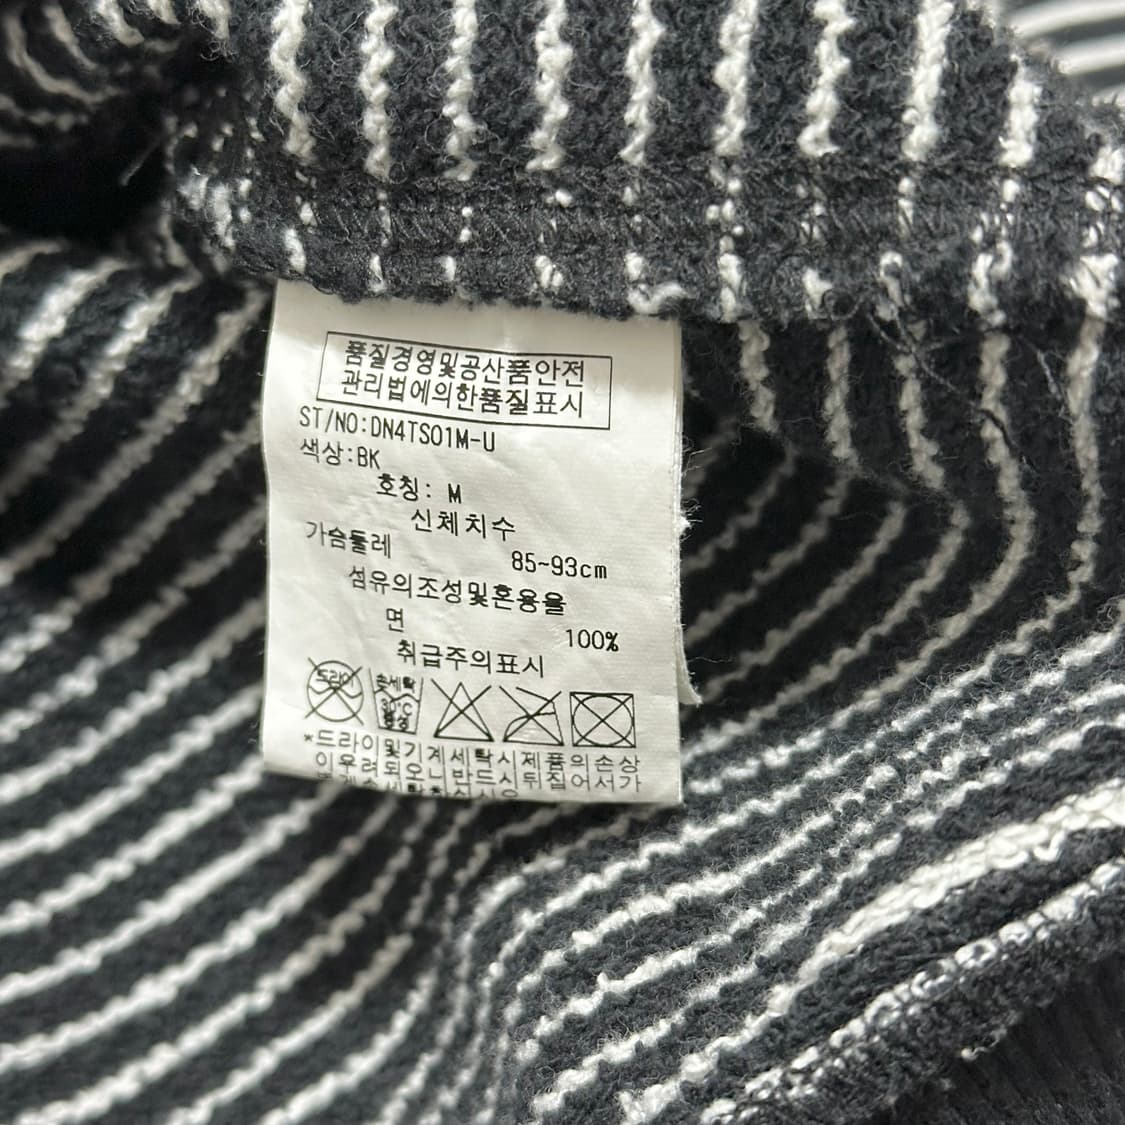 품질경영및공산품안전
관리법에의한품질표시
ST/NO:DN4TS01M-U
색상:BK
호칭: M
신체치수
가슴둘레
85~93cm
섬유의조성및혼용율
면
100%
취급주의표시
드라이
손세탁
30°C
중성
*드라이및기계세탁시제품의손상
이우려되오니반드시뒤집어서가